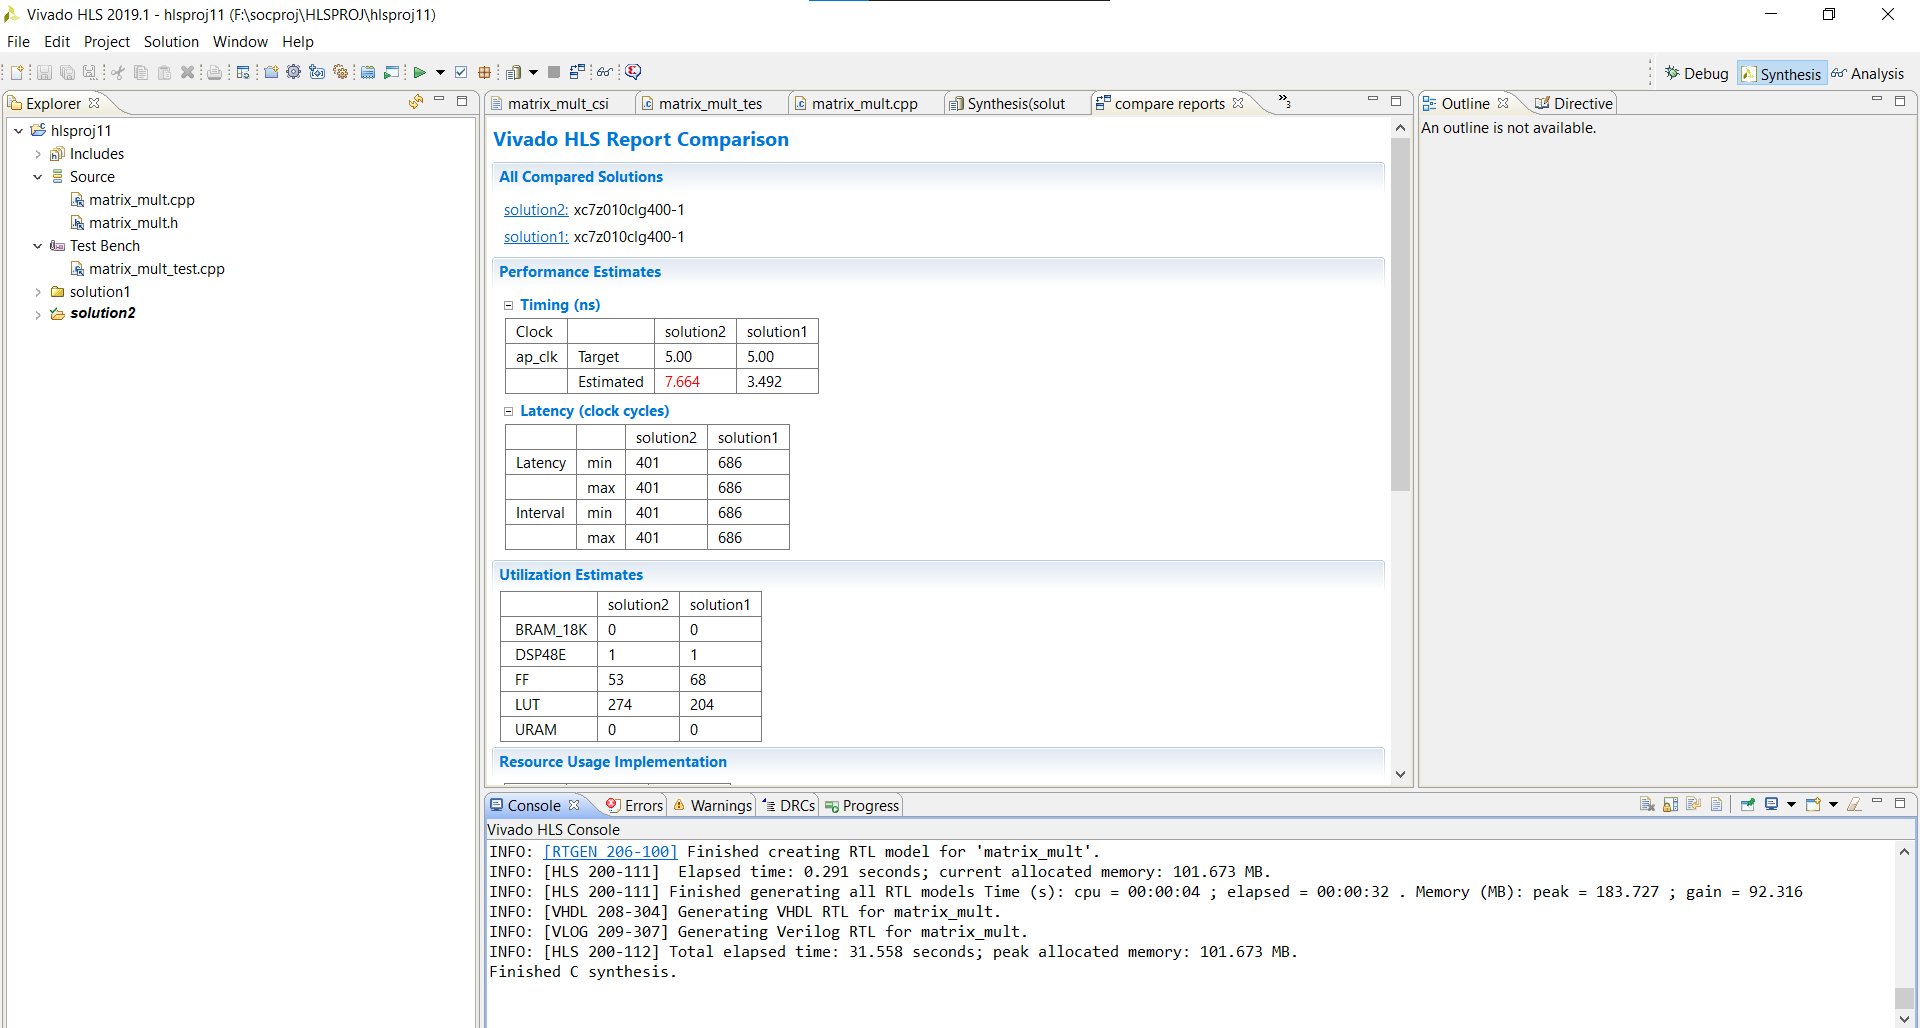 Vivado HLS 2019.1 - hlsproj11 (F:\socproj\HLSPROJ\hlsproj11)
File Edit Project Solution Window Help
Debug Synthesis Analysis
Explorer
hlsproj11
Includes
Source
matrix_mult.cpp
matrix_mult.h
Test Bench
matrix_mult_test.cpp
solution1
solution2
matrix_mult_csi matrix_mult_tes matrix_mult.cpp Synthesis(solut compare reports »3
Vivado HLS Report Comparison
All Compared Solutions
solution2: xc7z010clg400-1
solution1: xc7z010clg400-1
Performance Estimates
Timing (ns)
Clock solution2 solution1
ap_clk Target 5.00 5.00
Estimated 7.664 3.492
Latency (clock cycles)
solution2 solution1
Latency min 401 686
max 401 686
Interval min 401 686
max 401 686
Utilization Estimates
solution2 solution1
BRAM_18K 0 0
DSP48E 1 1
FF 53 68
LUT 274 204
URAM 0 0
Resource Usage Implementation
Outline Directive
An outline is not available.
Console Errors Warnings DRCs Progress
Vivado HLS Console
INFO: [RTGEN 206-100] Finished creating RTL model for 'matrix_mult'.
INFO: [HLS 200-111]  Elapsed time: 0.291 seconds; current allocated memory: 101.673 MB.
INFO: [HLS 200-111] Finished generating all RTL models Time (s): cpu = 00:00:04 ; elapsed = 00:00:32 . Memory (MB): peak = 183.727 ; gain = 92.316
INFO: [VHDL 208-304] Generating VHDL RTL for matrix_mult.
INFO: [VLOG 209-307] Generating Verilog RTL for matrix_mult.
INFO: [HLS 200-112] Total elapsed time: 31.558 seconds; peak allocated memory: 101.673 MB.
Finished C synthesis.